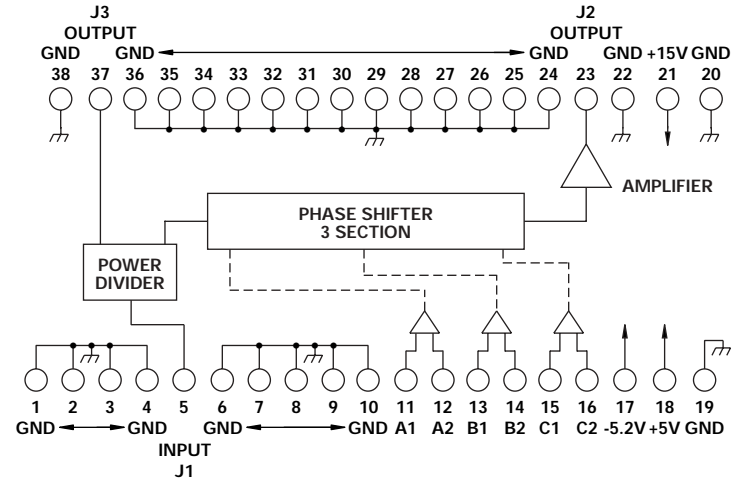 J3 J2
OUTPUT OUTPUT
GND GND GND GND +15V GND
38 37 36 35 34 33 32 31 30 29 28 27 26 25 24 23 22 21 20
AMPLIFIER
PHASE SHIFTER
3 SECTION
POWER
DIVIDER
1 2 3 4 5 6 7 8 9 10 11 12 13 14 15 16 17 18 19
GND GND GND GND A1 A2 B1 B2 C1 C2 -5.2V +5V GND
INPUT
J1